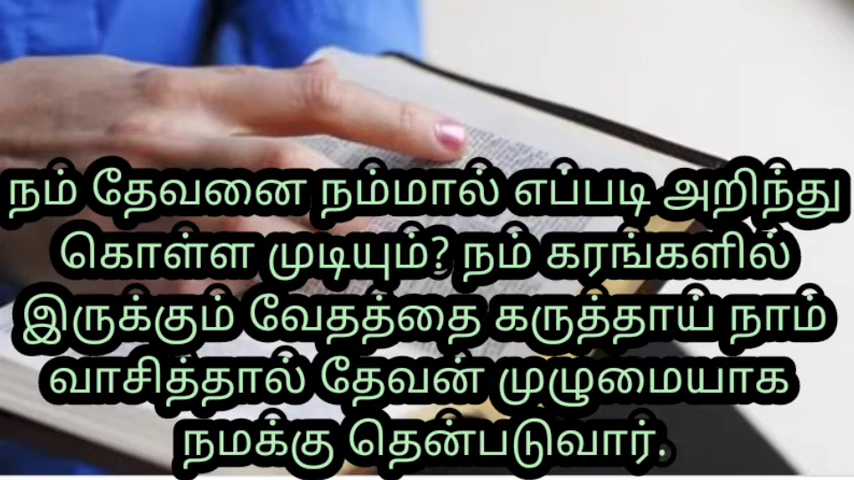 நம் தேவனை நம்மால் எப்படி அறிந்து
கொள்ள முடியும்? நம் கரங்களில்
இருக்கும் வேதத்தை கருத்தாய் நாம்
வாசித்தால் தேவன் முழுமையாக
நமக்கு தென்படுவார்.